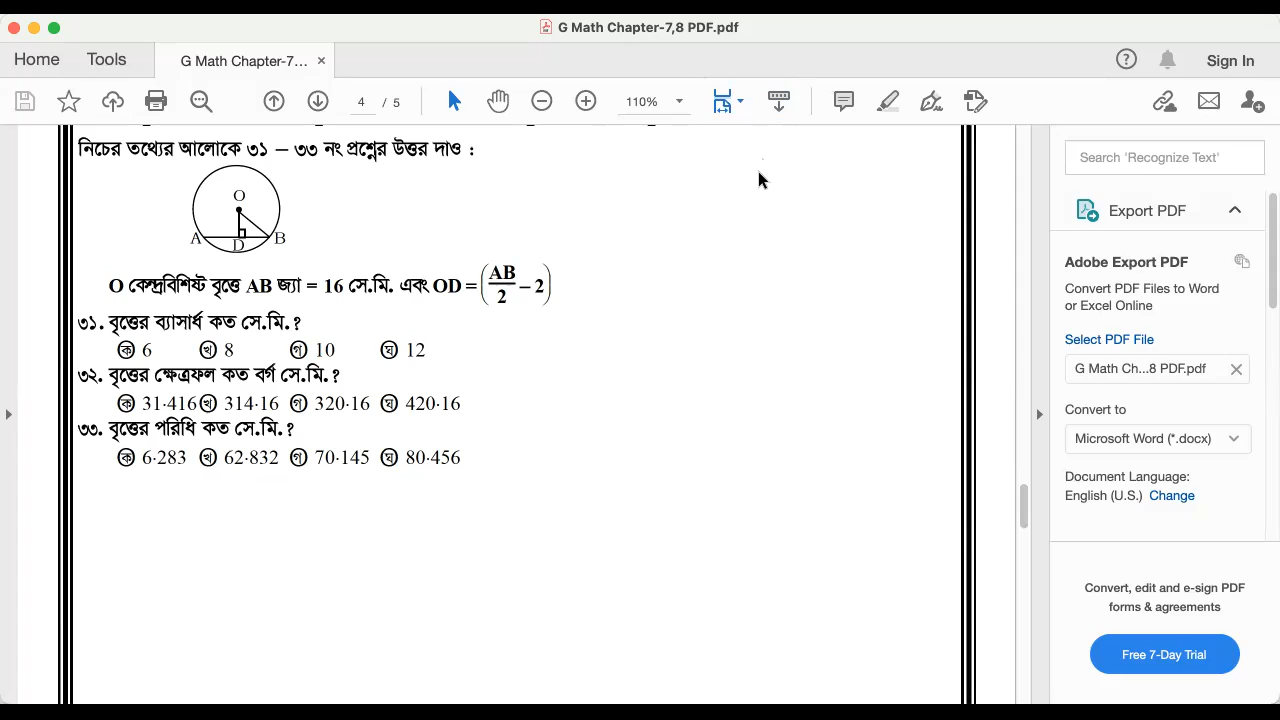 G Math Chapter-7,8 PDF.pdf
Home Tools G Math Chapter-7... × Sign In
4 / 5 110%
নিচের তথ্যের আলোকে ৩১ – ৩৩ নং প্রশ্নের উত্তর দাও :
O
A D B
O কেন্দ্রবিশিষ্ট বৃত্তে AB জ্যা = 16 সে.মি. এবং OD = (AB/2 – 2)
৩১. বৃত্তের ব্যাসার্ধ কত সে.মি.?
ক 6 খ 8 গ 10 ঘ 12
৩২. বৃত্তের ক্ষেত্রফল কত বর্গ সে.মি.?
ক 31·416 খ 314·16 গ 320·16 ঘ 420·16
৩৩. বৃত্তের পরিধি কত সে.মি.?
ক 6·283 খ 62·832 গ 70·145 ঘ 80·456
Search 'Recognize Text'
Export PDF
Adobe Export PDF
Convert PDF Files to Word
or Excel Online
Select PDF File
G Math Ch...8 PDF.pdf
Convert to
Microsoft Word (*.docx)
Document Language:
English (U.S.) Change
Convert, edit and e-sign PDF
forms & agreements
Free 7-Day Trial